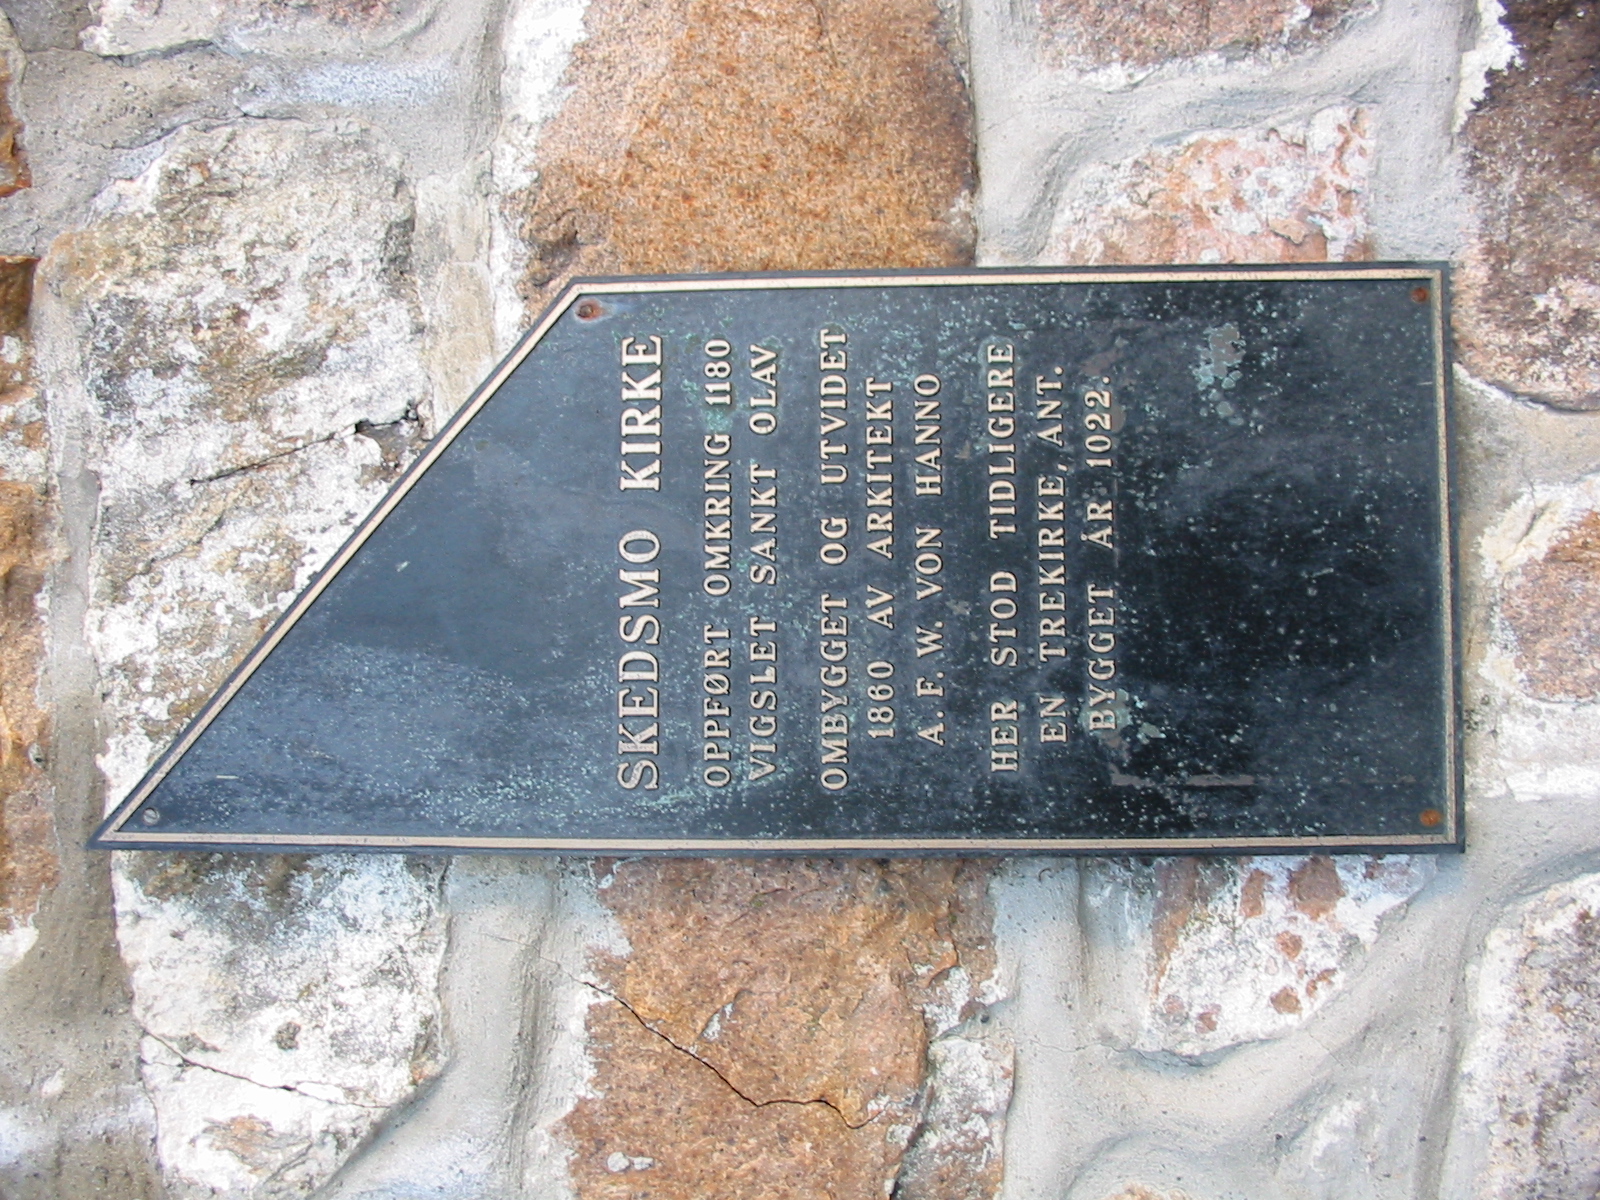 SKEDSMO KIRKE
OPPFØRT OMKRING 1180
VIGSLET SANKT OLAV
OMBYGGET OG UTVIDET
1860 AV ARKITEKT
A. F. W. VON HANNO
HER STOD TIDLIGERE
EN TREKIRKE, ANT.
BYGGET ÅR 1022.